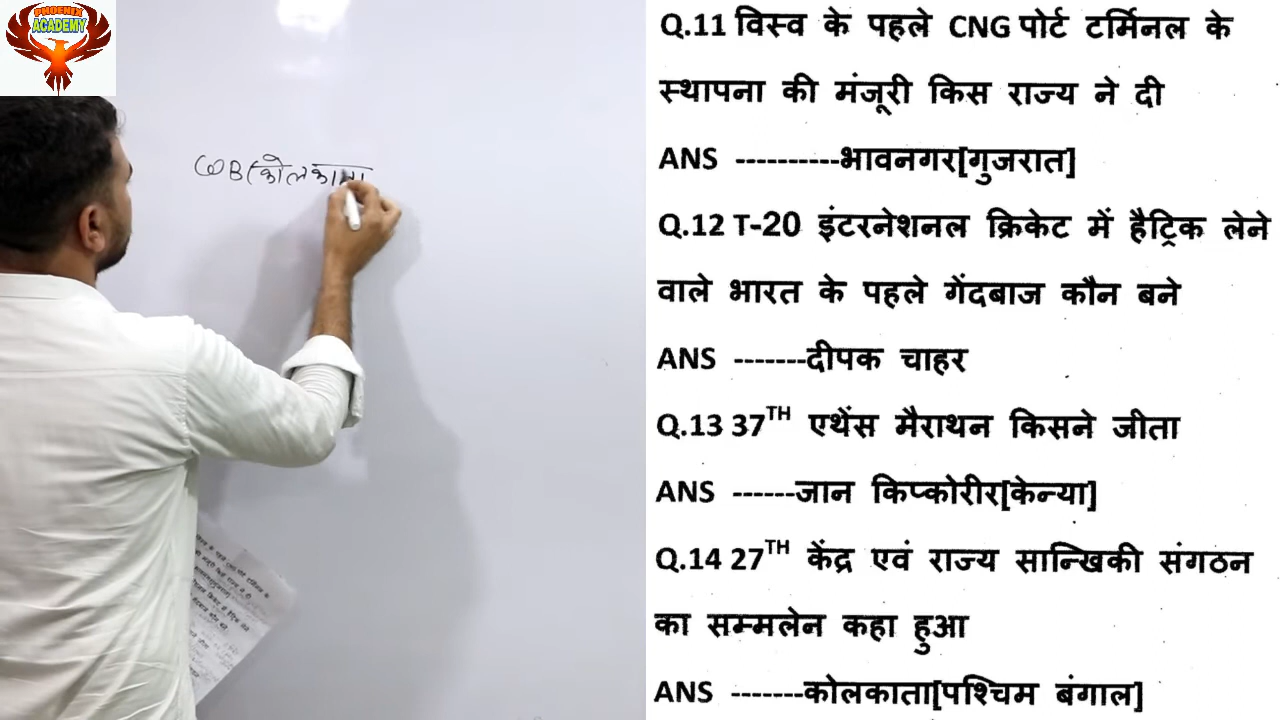 PHOENIX
ACADEMY
WB (कोलकाता
Q.11 विस्व के पहले CNG पोर्ट टर्मिनल के
स्थापना की मंजूरी किस राज्य ने दी
ANS ----------भावनगर[गुजरात]
Q.12 T-20 इंटरनेशनल क्रिकेट में हैट्रिक लेने
वाले भारत के पहले गेंदबाज कौन बने
ANS -------दीपक चाहर
Q.13 37TH एथेंस मैराथन किसने जीता
ANS ------जान किप्कोरीर[केन्या]
Q.14 27TH केंद्र एवं राज्य सान्खिकी संगठन
का सम्मलेन कहा हुआ
ANS -------कोलकाता[पश्चिम बंगाल]